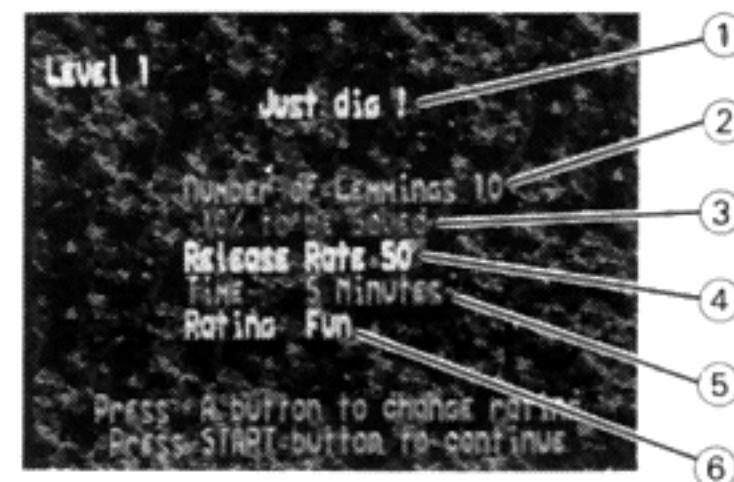 Level 1
Just dig !
Number of Lemmings 10
10% to be Saved
Release Rate 50
Time 5 Minutes
Rating Fun
Press A button to change rating
Press START button to continue
1
2
3
4
5
6